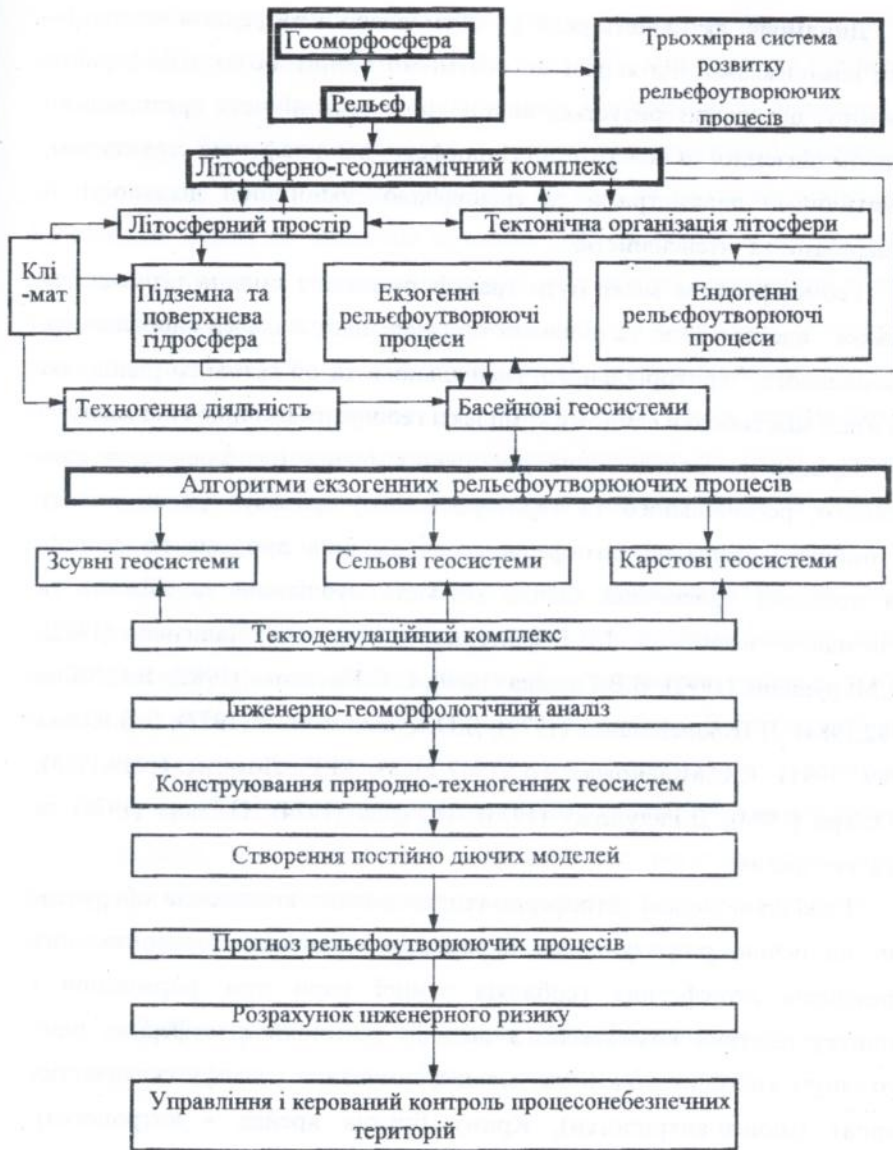 Геоморфосфера
Рельєф
Трьохмірна система
розвитку
рельєфоутворюючих
процесів
Літосферно-геодинамічний комплекс
Літосферний простір
Тектонічна організація літосфери
Клі
-мат
Підземна та
поверхнева
гідросфера
Екзогенні
рельєфоутворюючі
процеси
Ендогенні
рельєфоутворюючі
процеси
Техногенна діяльність
Басейнові геосистеми
Алгоритми екзогенних рельєфоутворюючих процесів
Зсувні геосистеми
Сельові геосистеми
Карстові геосистеми
Тектоденудаційний комплекс
Інженерно-геоморфологічний аналіз
Конструювання природно-техногенних геосистем
Створення постійно діючих моделей
Прогноз рельєфоутворюючих процесів
Розрахунок інженерного ризику
Управління і керований контроль процесонебезпечних
територій